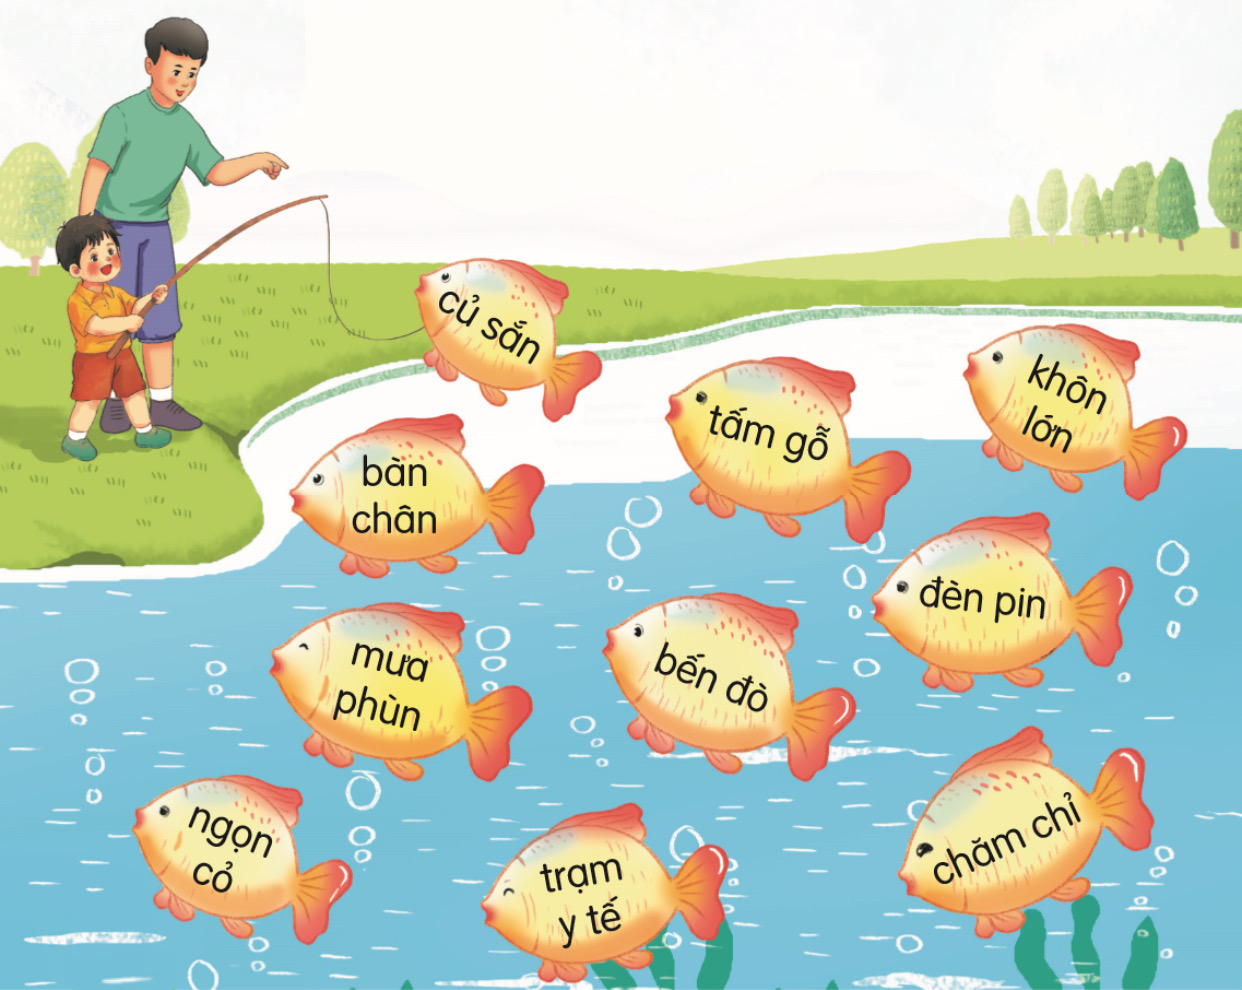 củ sắn
khôn
lớn
tấm gỗ
bàn
chân
đèn pin
mưa
phùn
bến đò
ngọn
cỏ
trạm
y tế
chăm chỉ